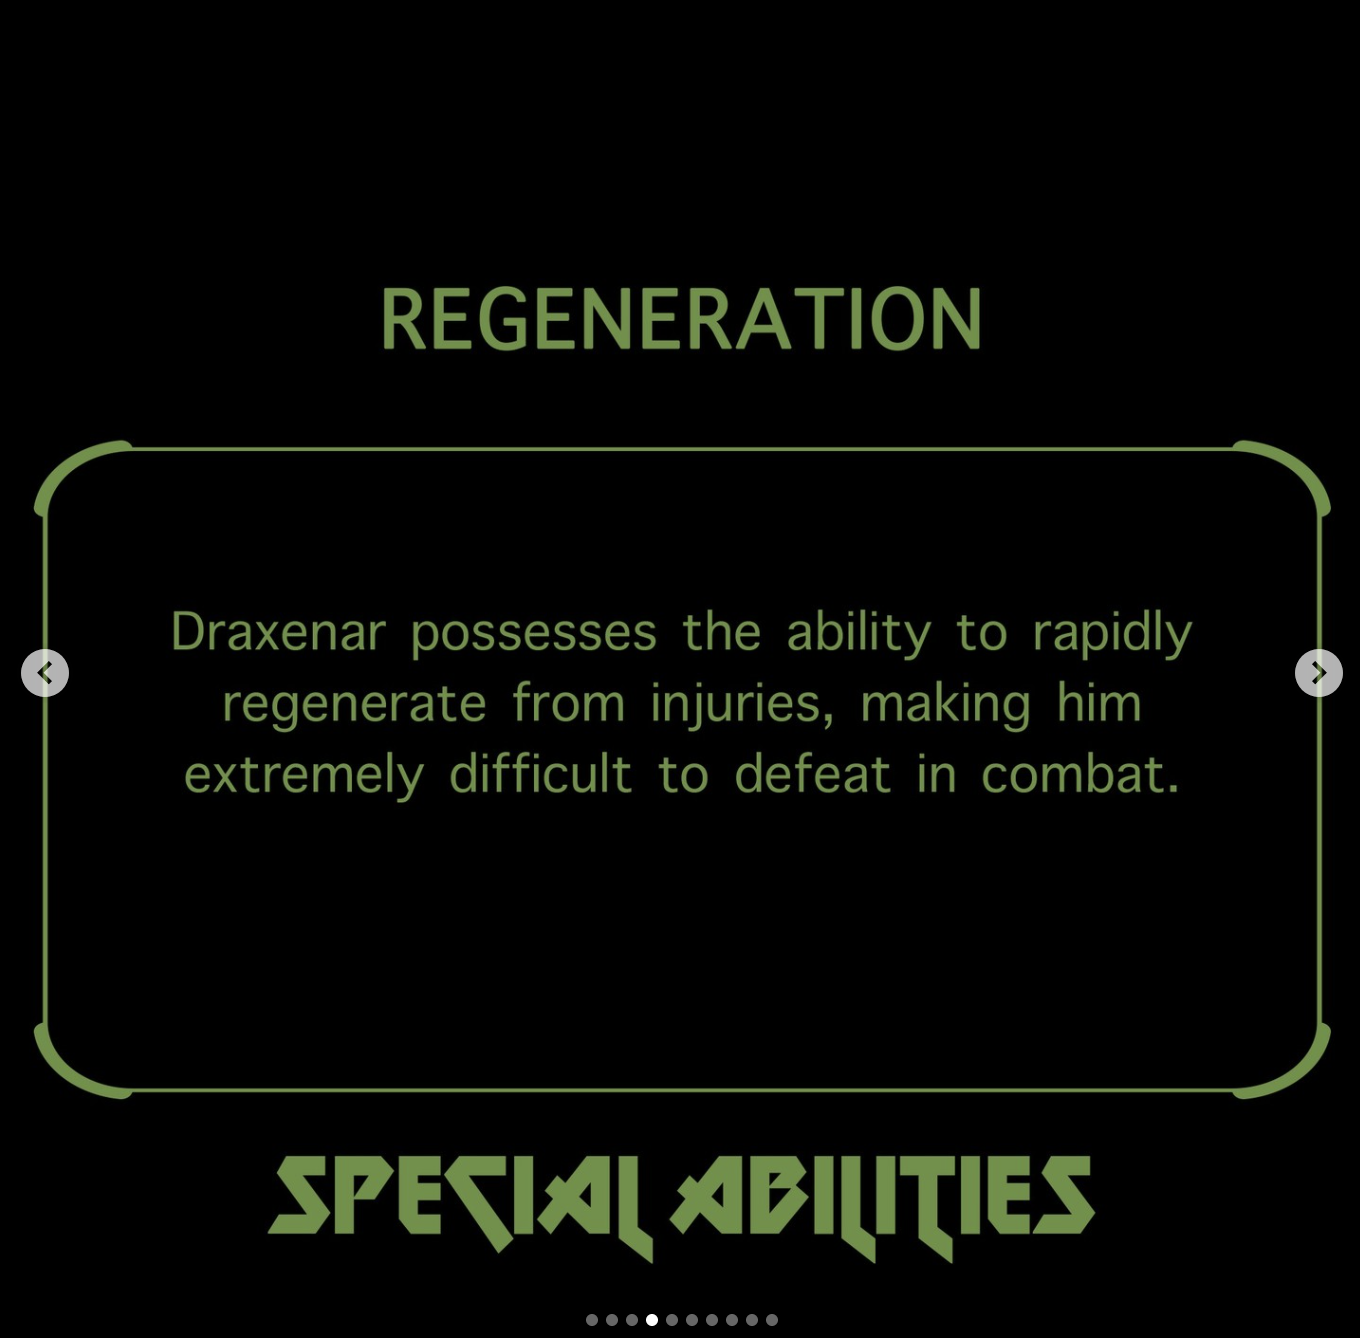 REGENERATION
Draxenar possesses the ability to rapidly
regenerate from injuries, making him
extremely difficult to defeat in combat.
SPECIAL ABILITIES